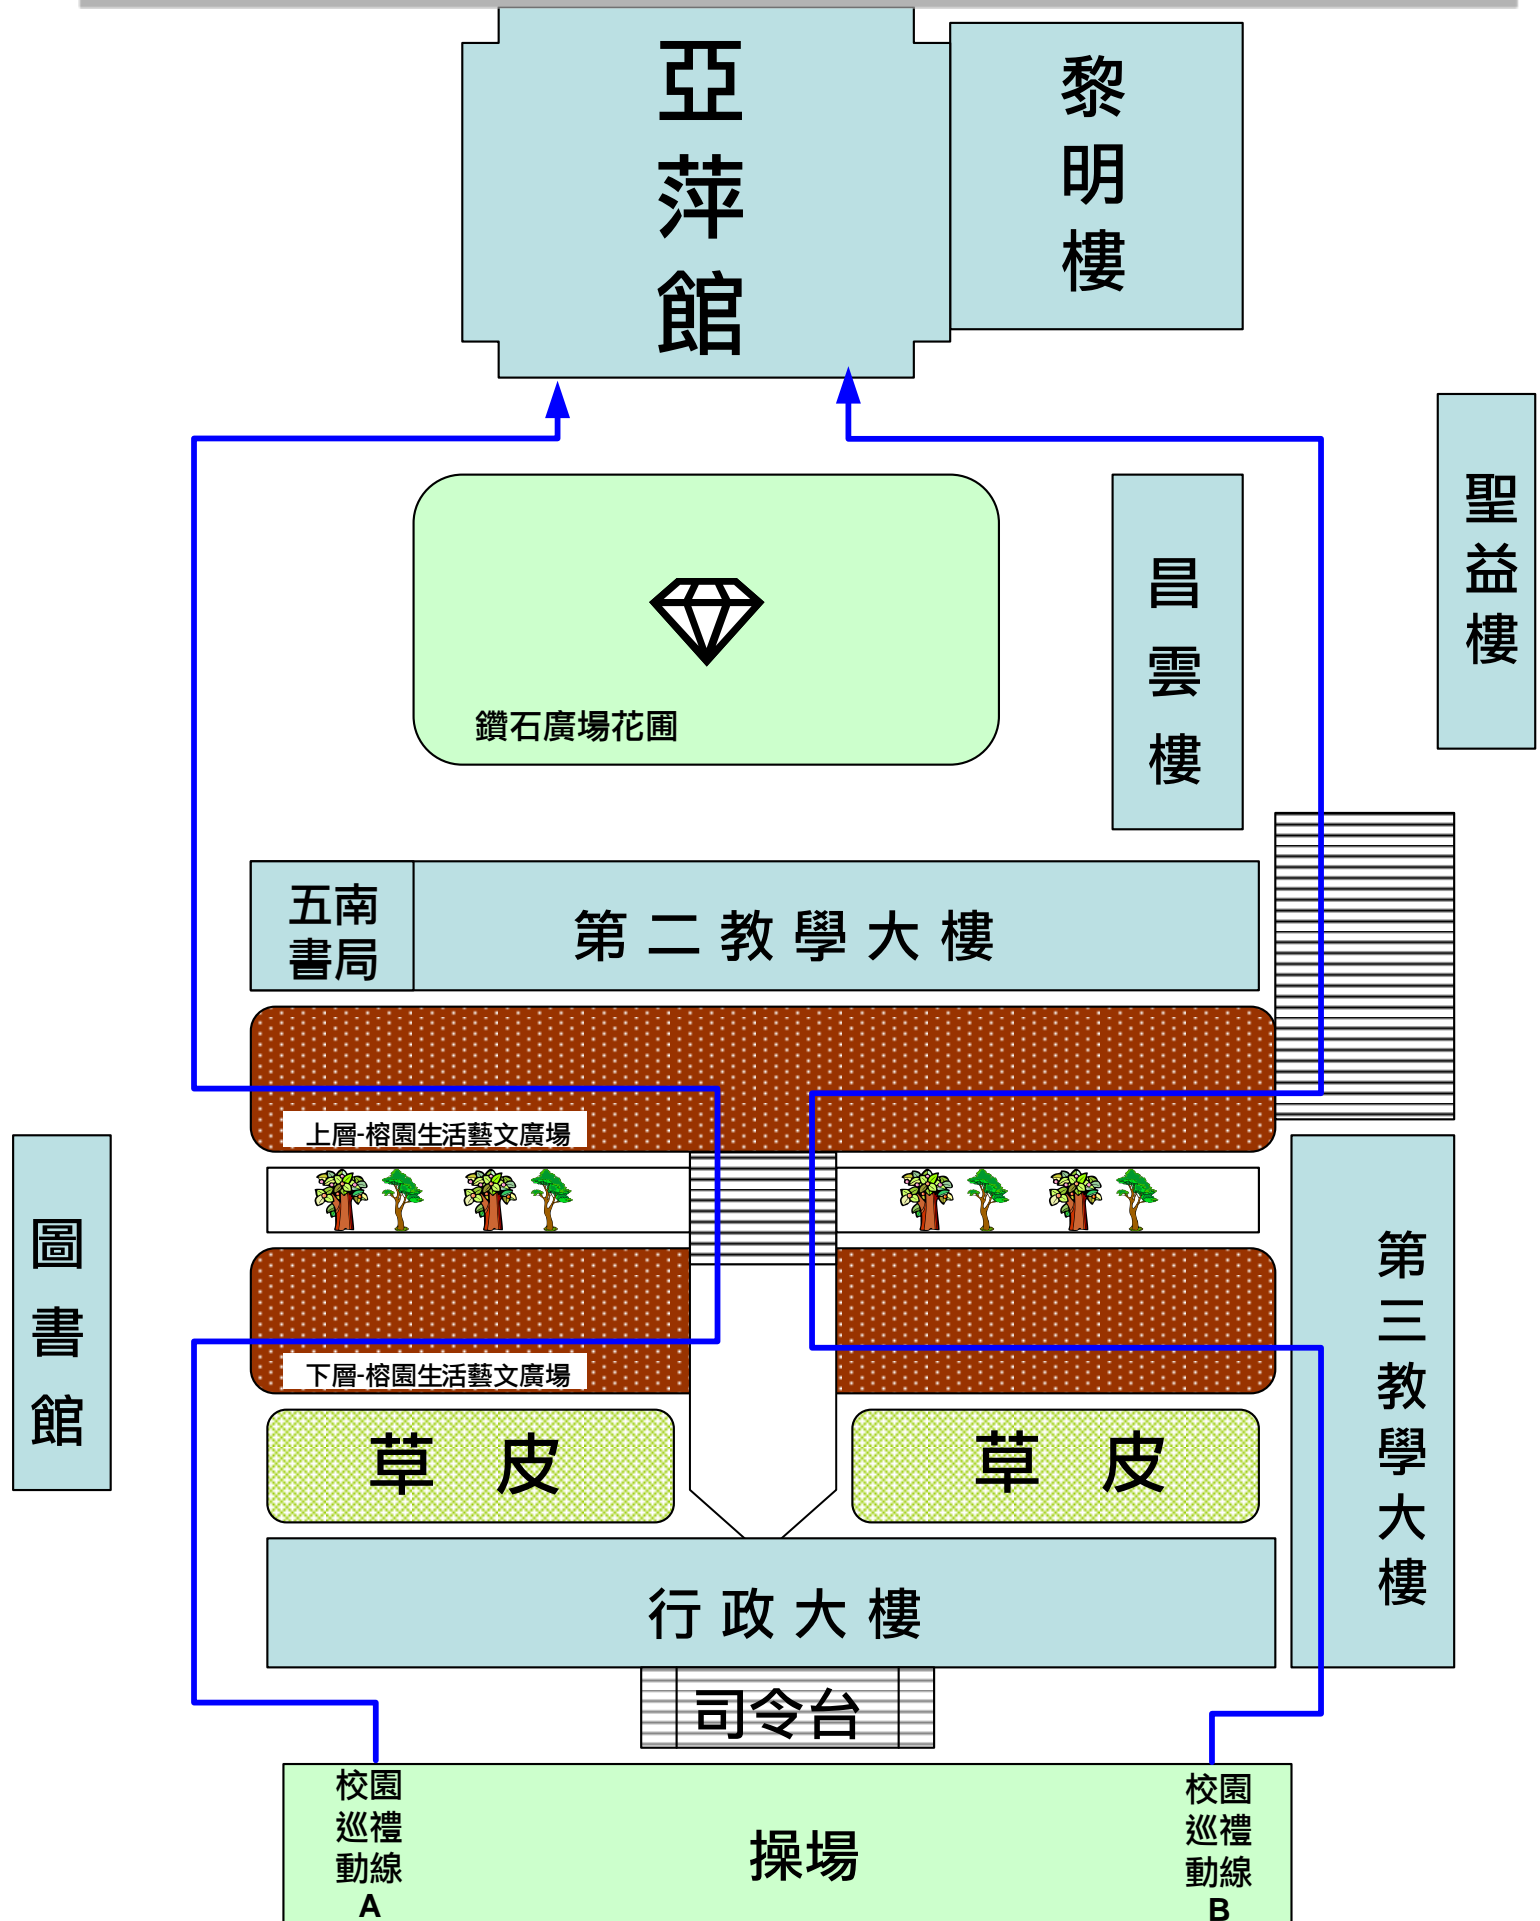 亞萍館
黎明樓
聖益樓
昌雲樓
鑽石廣場花圃
五南
書局
第二教學大樓
上層-榕園生活藝文廣場
圖書館
第三教學大樓
下層-榕園生活藝文廣場
草 皮
草 皮
行政大樓
司令台
校園
巡禮
動線
A
操場
校園
巡禮
動線
B